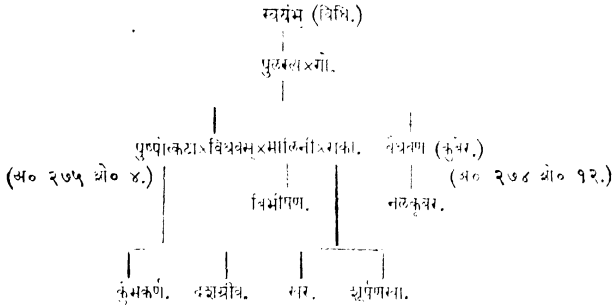 स्वयंभू (विधि.)
पुलस्त्य×गो.
पुष्पोत्कटा×विश्रवस्×मालिनी×राका. वैश्रवण (कुबेर.)
(अ० २७५ श्लो० ४.) (अ० २७४ श्लो० १२.)
विभीषण. नलकूबर.
कुंभकर्ण. दशग्रीव. खर. शूर्पणखा.